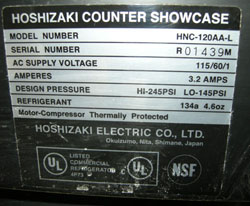 HOSHIZAKI COUNTER SHOWCASE
MODEL NUMBER HNC-120AA-L
SERIAL NUMBER R01439M
AC SUPPLY VOLTAGE 115/60/1
AMPERES 3.2 AMPS
DESIGN PRESSURE HI-245PSI LO-145PSI
REFRIGERANT 134a 4.6oz
Motor-Compressor Thermally Protected
HOSHIZAKI ELECTRIC CO., LTD.
Okuizumo, Nita, Shimane, Japan
UL LISTED UL NSF
COMMERCIAL
REFRIGERATOR